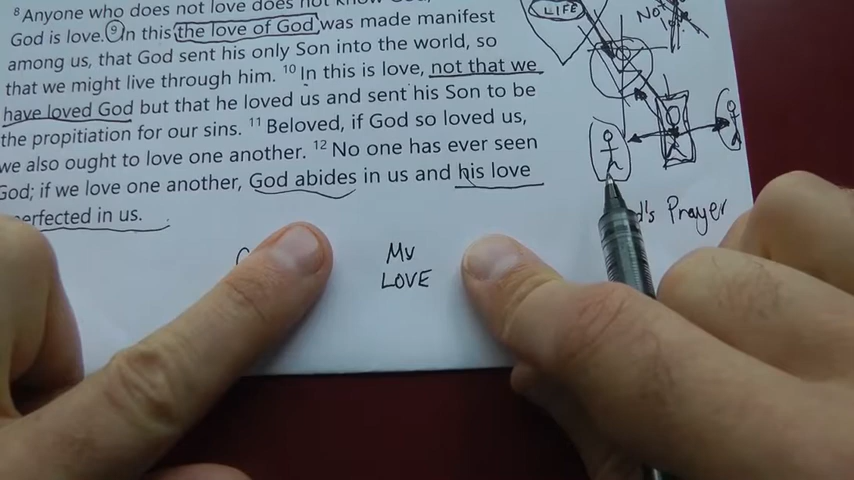 ⁸ Anyone who does not love does not know God,
God is love. ⁹ In this the love of God was made manifest
among us, that God sent his only Son into the world, so
that we might live through him. ¹⁰ In this is love, not that we
have loved God but that he loved us and sent his Son to be
the propitiation for our sins. ¹¹ Beloved, if God so loved us,
we also ought to love one another. ¹² No one has ever seen
God; if we love one another, God abides in us and his love
perfected in us.
LIFE
d's Prayer
My
LOVE